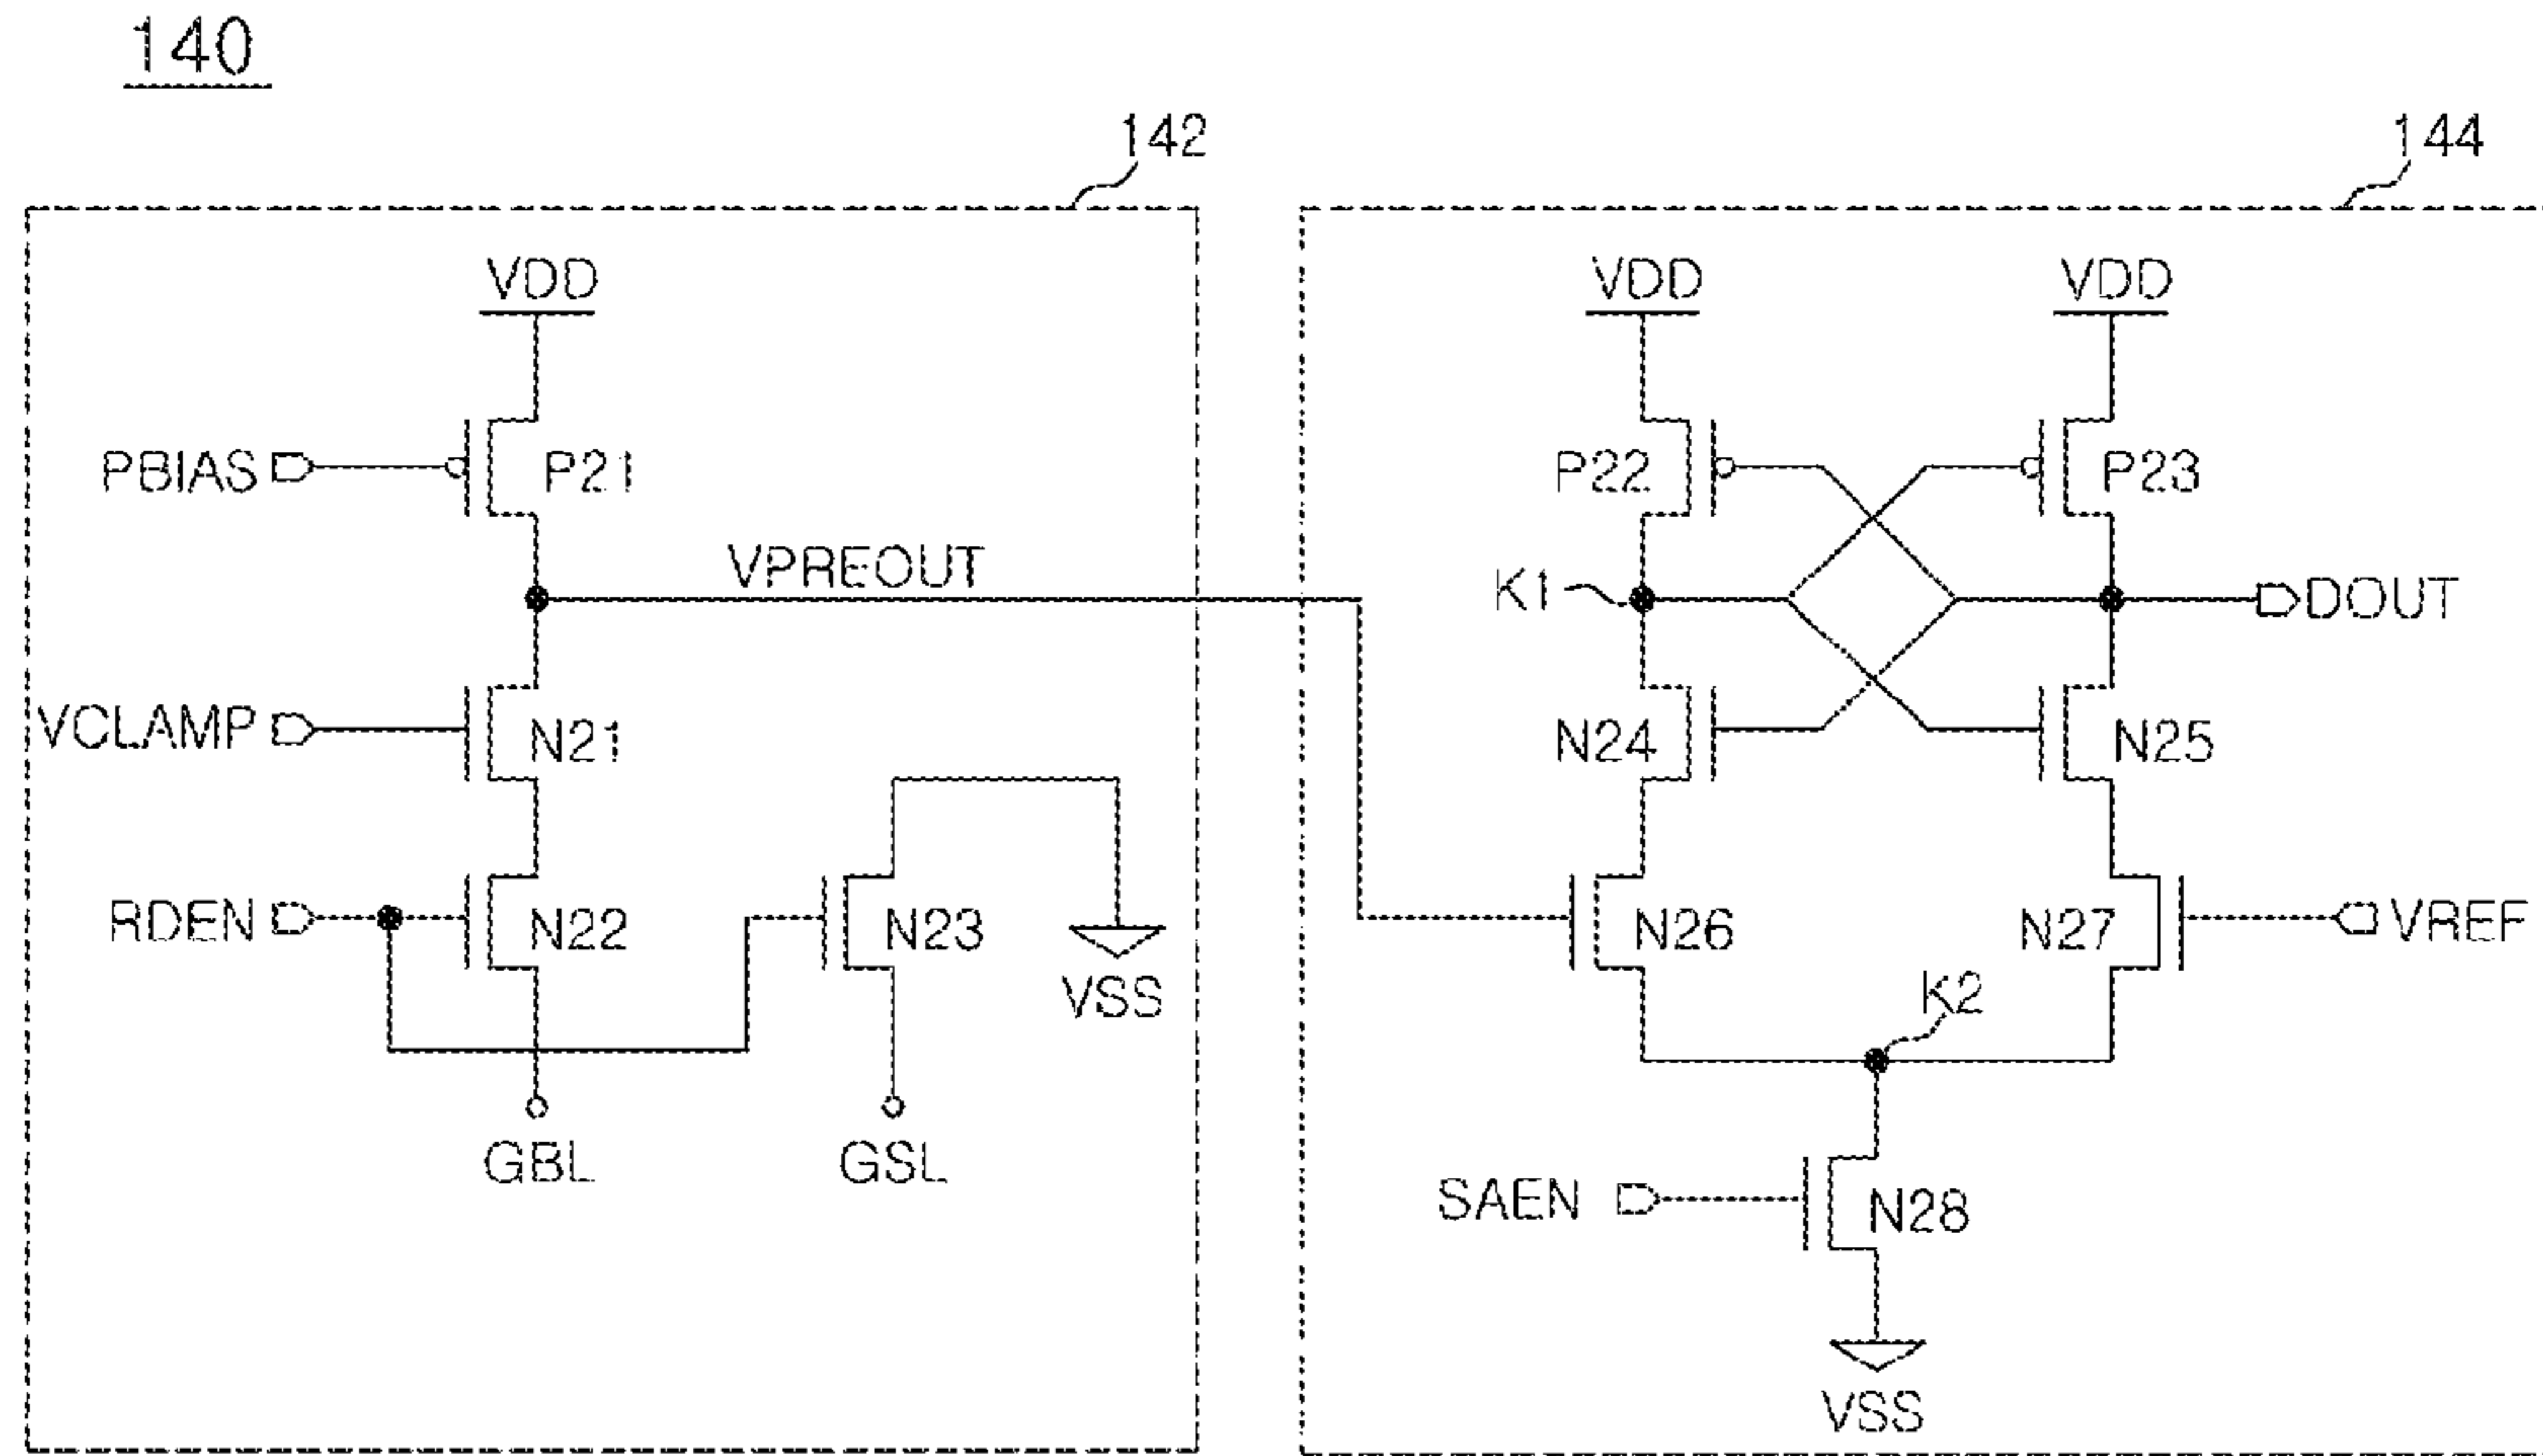 140
142
144
VDD
VDD
VDD
PBIAS
P21
P22
P23
VPREOUT
K1
DOUT
VCLAMP
N21
N24
N25
RDEN
N22
N23
N26
N27
VREF
VSS
K2
GBL
GSL
SAEN
N28
VSS